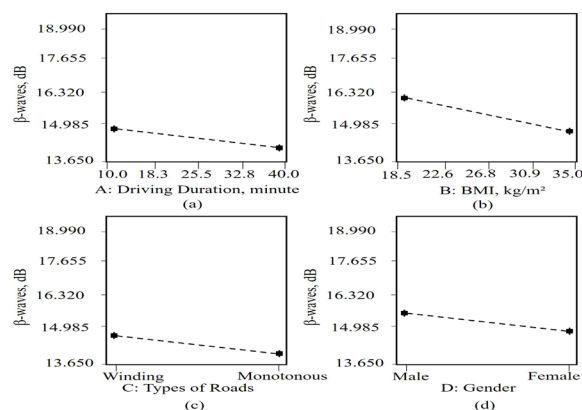 β-waves, dB
18.990
17.655
16.320
14.985
13.650
10.0 18.3 25.5 32.8 40.0
A: Driving Duration, minute
(a)
β-waves, dB
18.990
17.655
16.320
14.985
13.650
18.5 22.6 26.8 30.9 35.0
B: BMI, kg/m²
(b)
β-waves, dB
18.990
17.655
16.320
14.985
13.650
Winding Monotonous
C: Types of Roads
(c)
β-waves, dB
18.990
17.655
16.320
14.985
13.650
Male Female
D: Gender
(d)